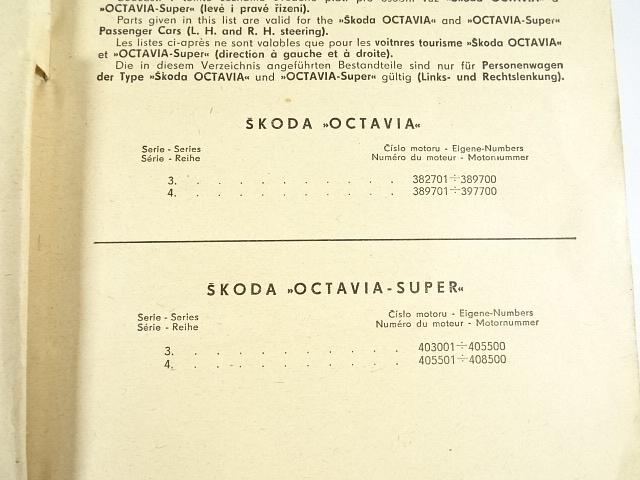 »OCTAVIA-Super« (levé i pravé řízení).
Parts given in this list are valid for the »Škoda OCTAVIA« and »OCTAVIA-Super«
Passenger Cars (L. H. and R. H. steering).
Les listes ci-après ne sont valables que pour les voitnres tourisme »Škoda OCTAVIA«
et »OCTAVIA-Super« (direction à gauche et à droite).
Die in diesem Verzeichnis angeführten Bestandteile sind nur für Personenwagen
der Type »Škoda OCTAVIA« und »OCTAVIA-Super« gültig (Links- und Rechtslenkung).
ŠKODA »OCTAVIA«
Serie - Series Číslo motoru - Eigene-Numbers
Série - Reihe Numéro du moteur - Motornummer
3. . . . . . . . . . . . 382701÷389700
4. . . . . . . . . . . . 389701÷397700
ŠKODA »OCTAVIA-SUPER«
Serie - Series Číslo motoru - Eigene-Numbers
Série - Reihe Numéro du moteur - Motornummer
3. . . . . . . . . . . . 403001÷405500
4. . . . . . . . . . . . 405501÷408500